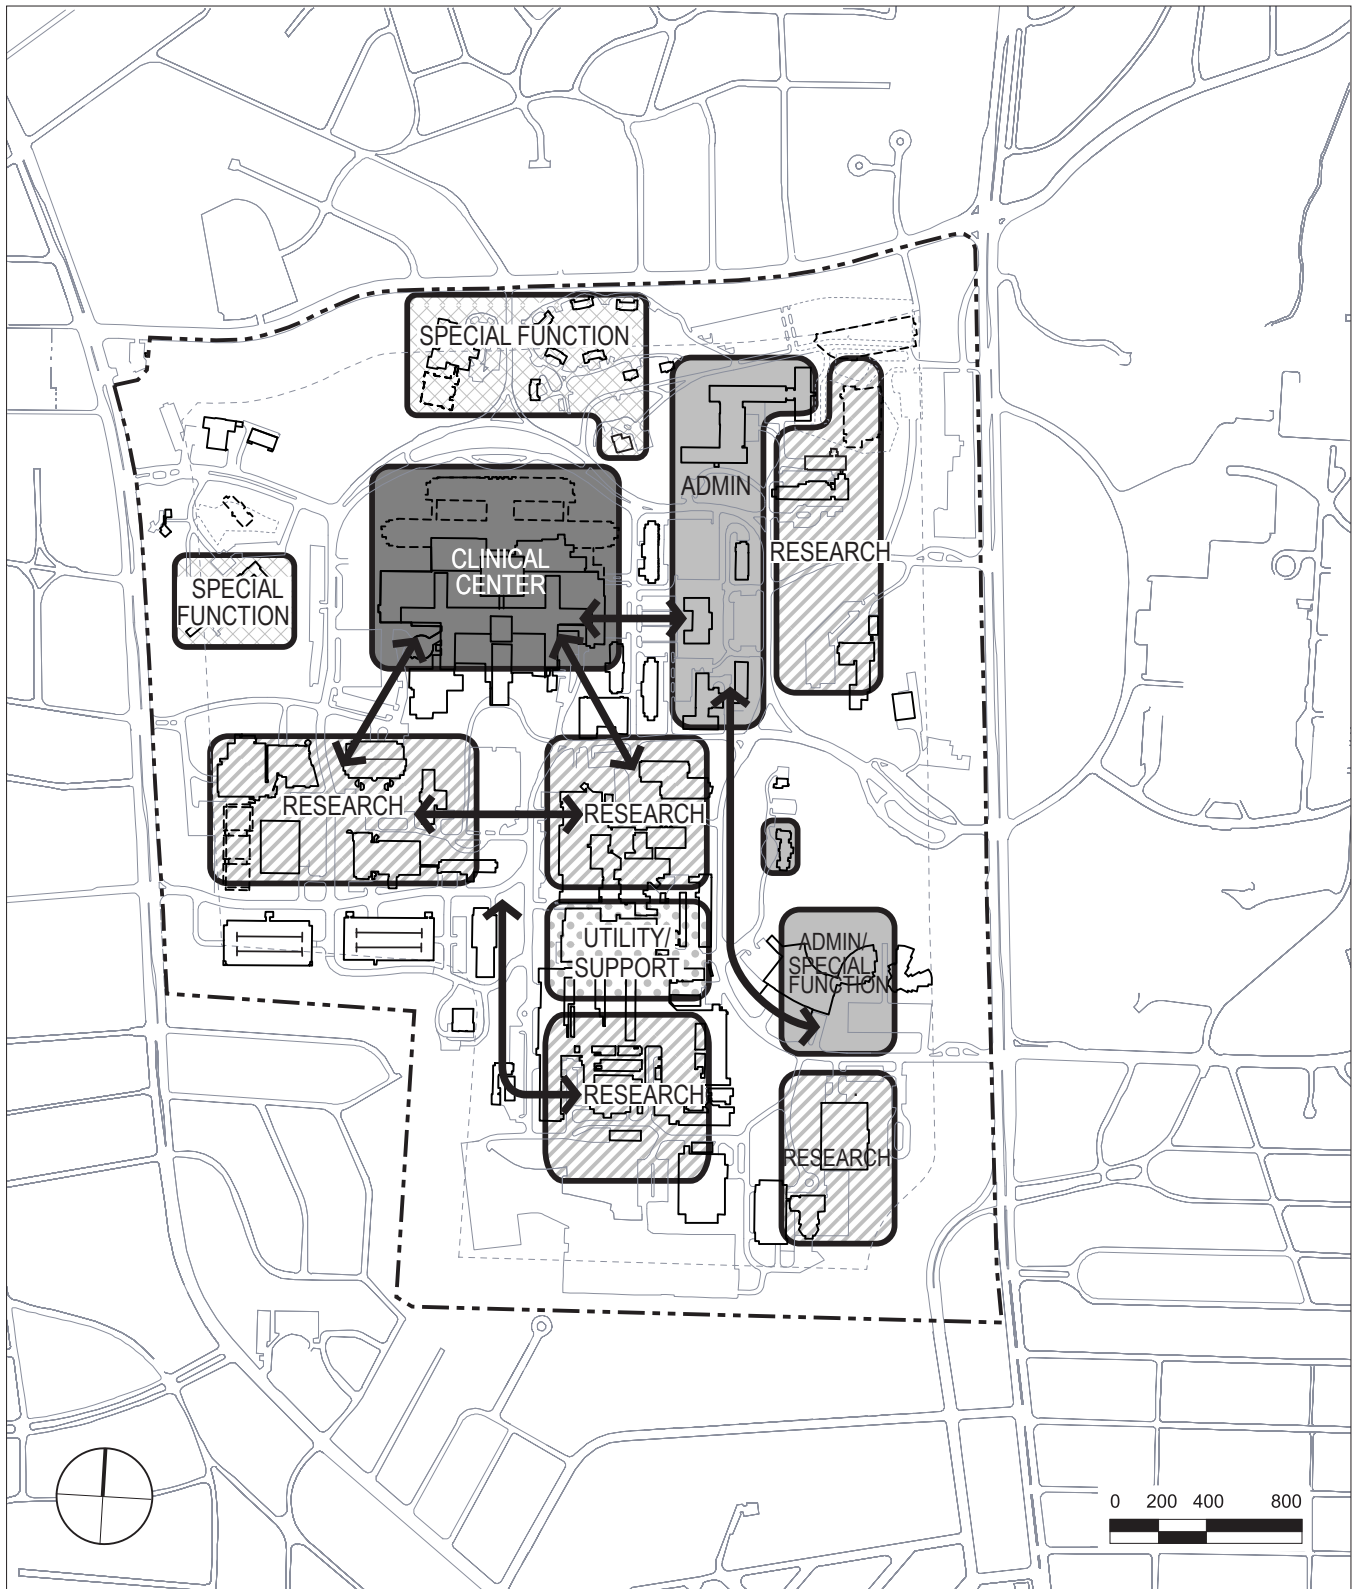 SPECIAL FUNCTION
ADMIN
CLINICAL
CENTER
RESEARCH
SPECIAL
FUNCTION
RESEARCH
RESEARCH
UTILITY/
SUPPORT
ADMIN/
SPECIAL
FUNCTION
RESEARCH
RESEARCH
0 200 400 800